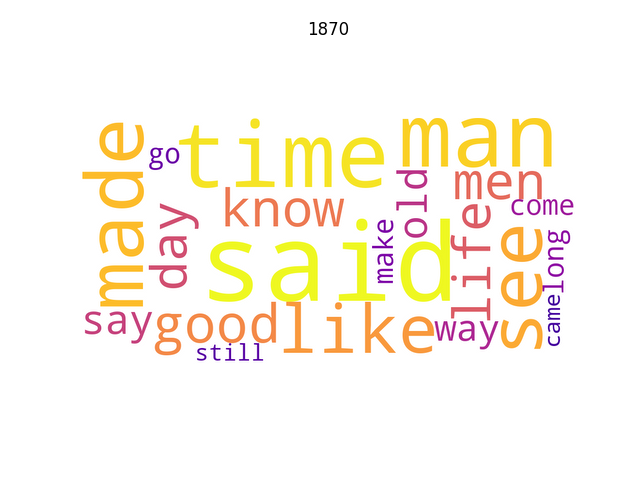 1870
made
go
time
man
men
old
know
come
day
life
said
make
see
long
say
good
like
way
came
still